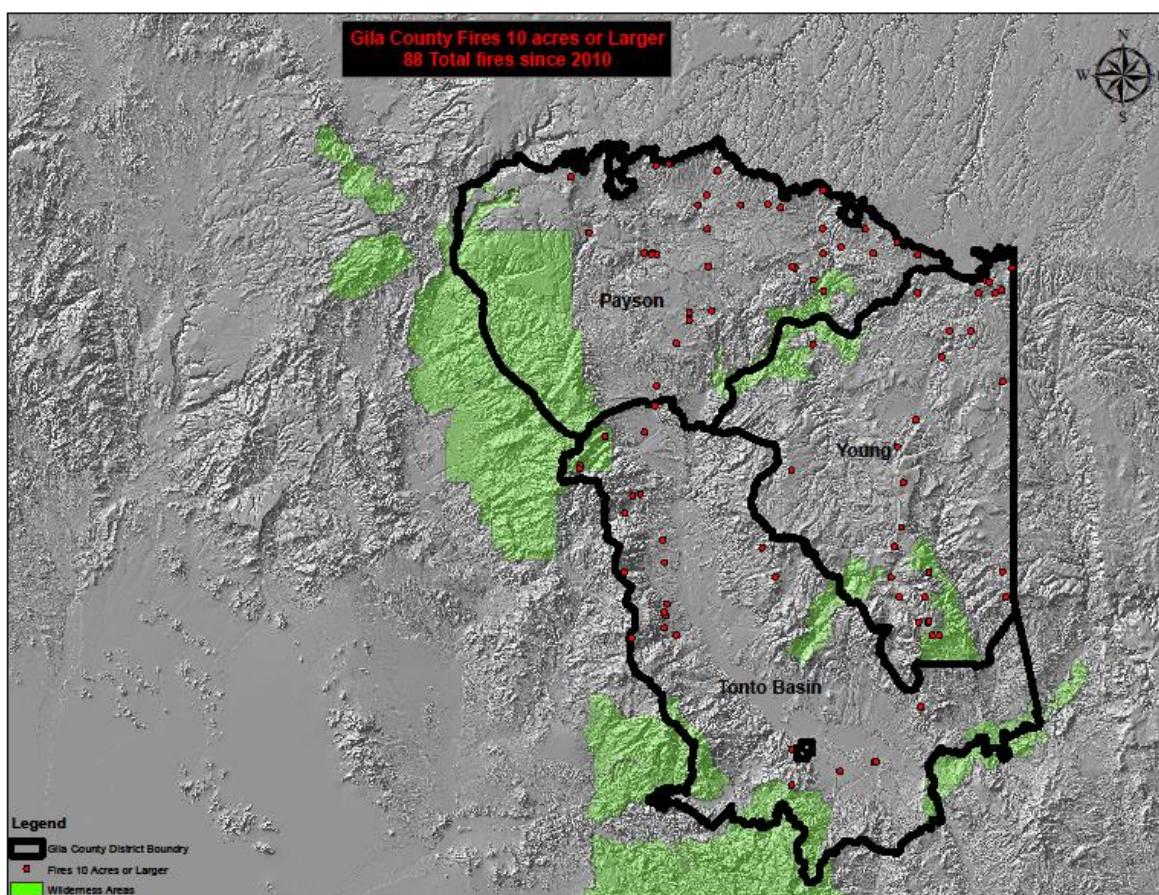 Gila County Fires 10 acres or Larger
88 Total fires since 2010
N
W
S
Payson
Young
Tonto Basin
Legend
Gila County District Boundry
Fires 10 Acres or Larger
Wilderness Areas